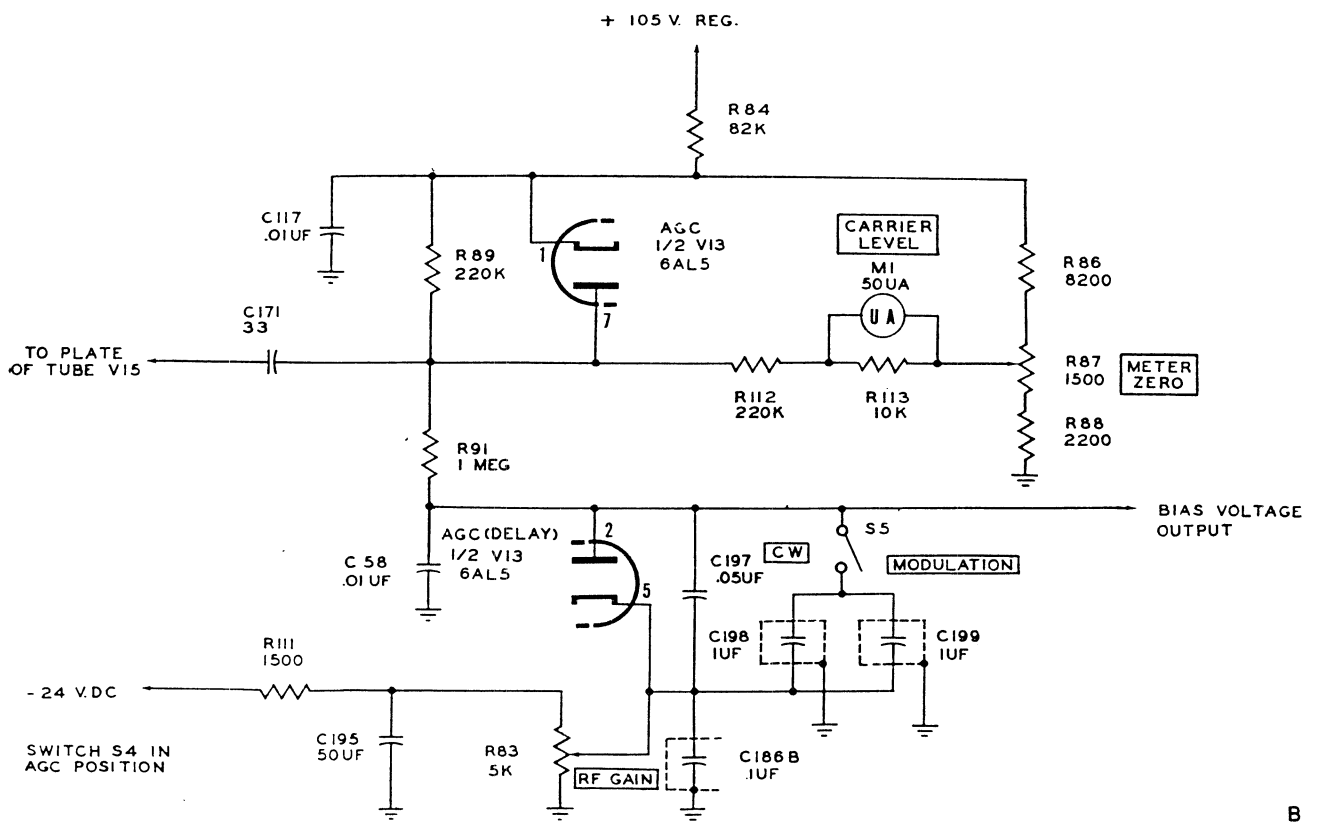 + 105 V. REG.
R84
82K
C117
.01UF
R89
220K
1
7
AGC
1/2 V13
6AL5
CARRIER
LEVEL
M1
50UA
UA
R86
8200
C171
33
TO PLATE
OF TUBE V15
R112
220K
R113
10K
R87
1500
METER
ZERO
R88
2200
R91
1 MEG
BIAS VOLTAGE
OUTPUT
AGC (DELAY)
1/2 V13
6AL5
2
5
C58
.01UF
C197
.05UF
CW
S5
MODULATION
C198
1UF
C199
1UF
R111
1500
- 24 V.DC
C195
50UF
R83
5K
RF GAIN
C186B
.1UF
SWITCH S4 IN
AGC POSITION
B